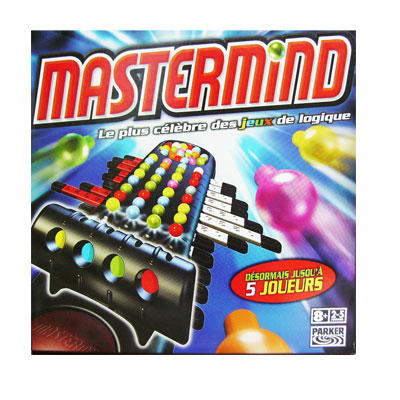 MASTERMIND
Le plus célèbre des jeux de logique
DÉSORMAIS JUSQU'À
5 JOUEURS
8+ 2-5
PARKER